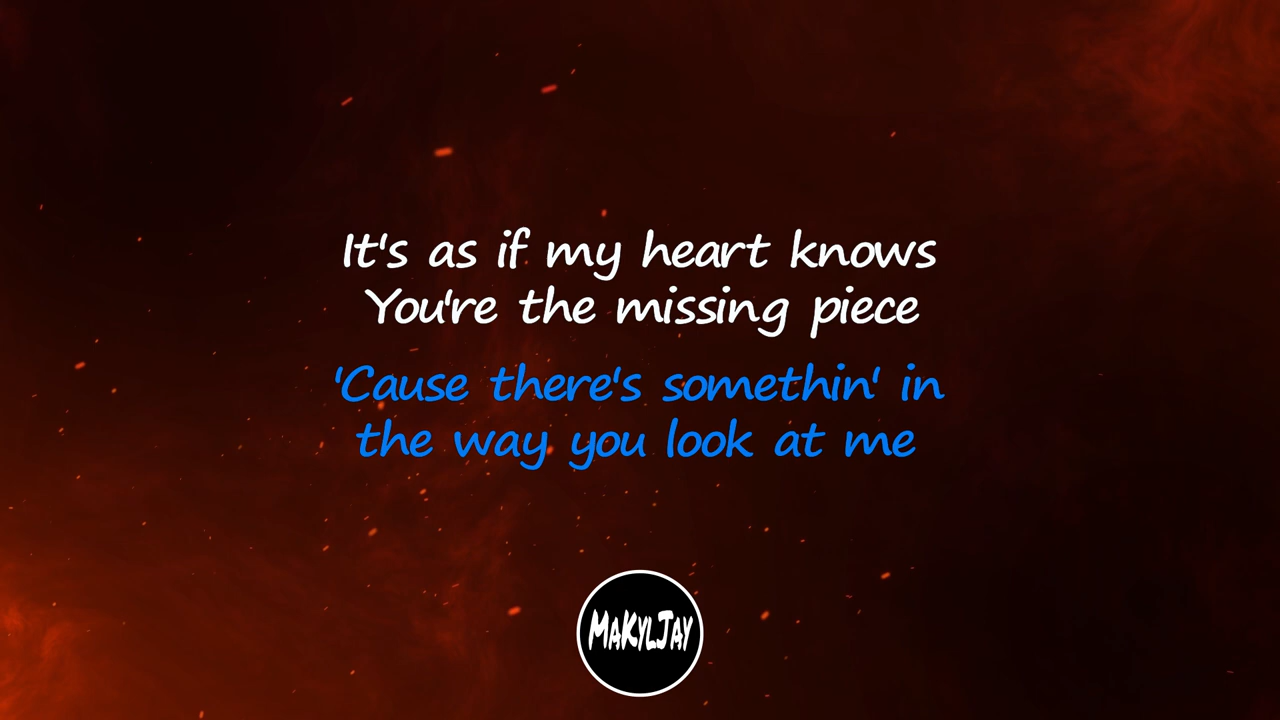 It's as if my heart knows
You're the missing piece
'Cause there's somethin' in
the way you look at me
MAKYLJAY